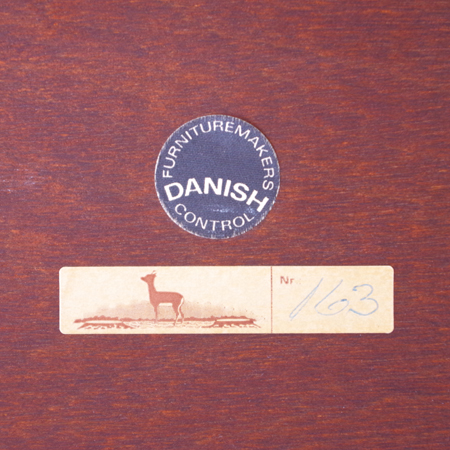 FURNITUREMAKERS
DANISH
CONTROL
Nr 163